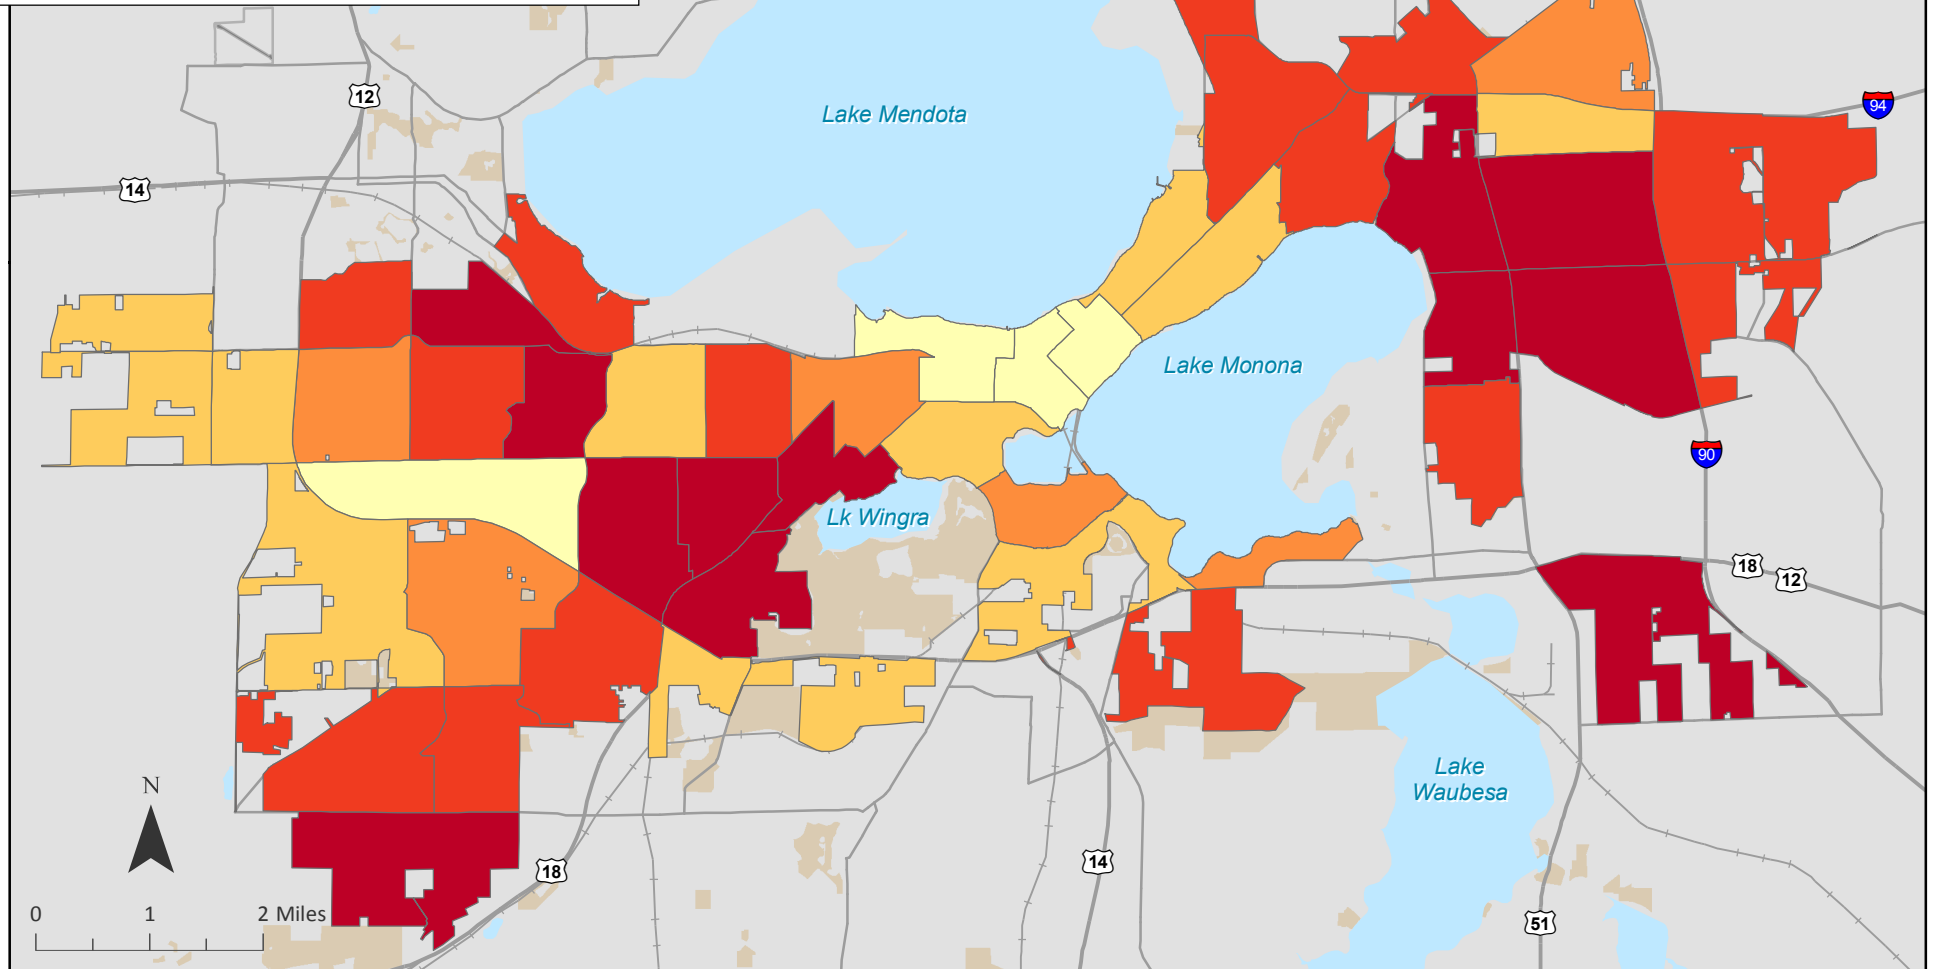 94
12
Lake Mendota
14
Lake Monona
90
Lk Wingra
18
12
Lake
Waubesa
N
14
18
0 1 2 Miles
51